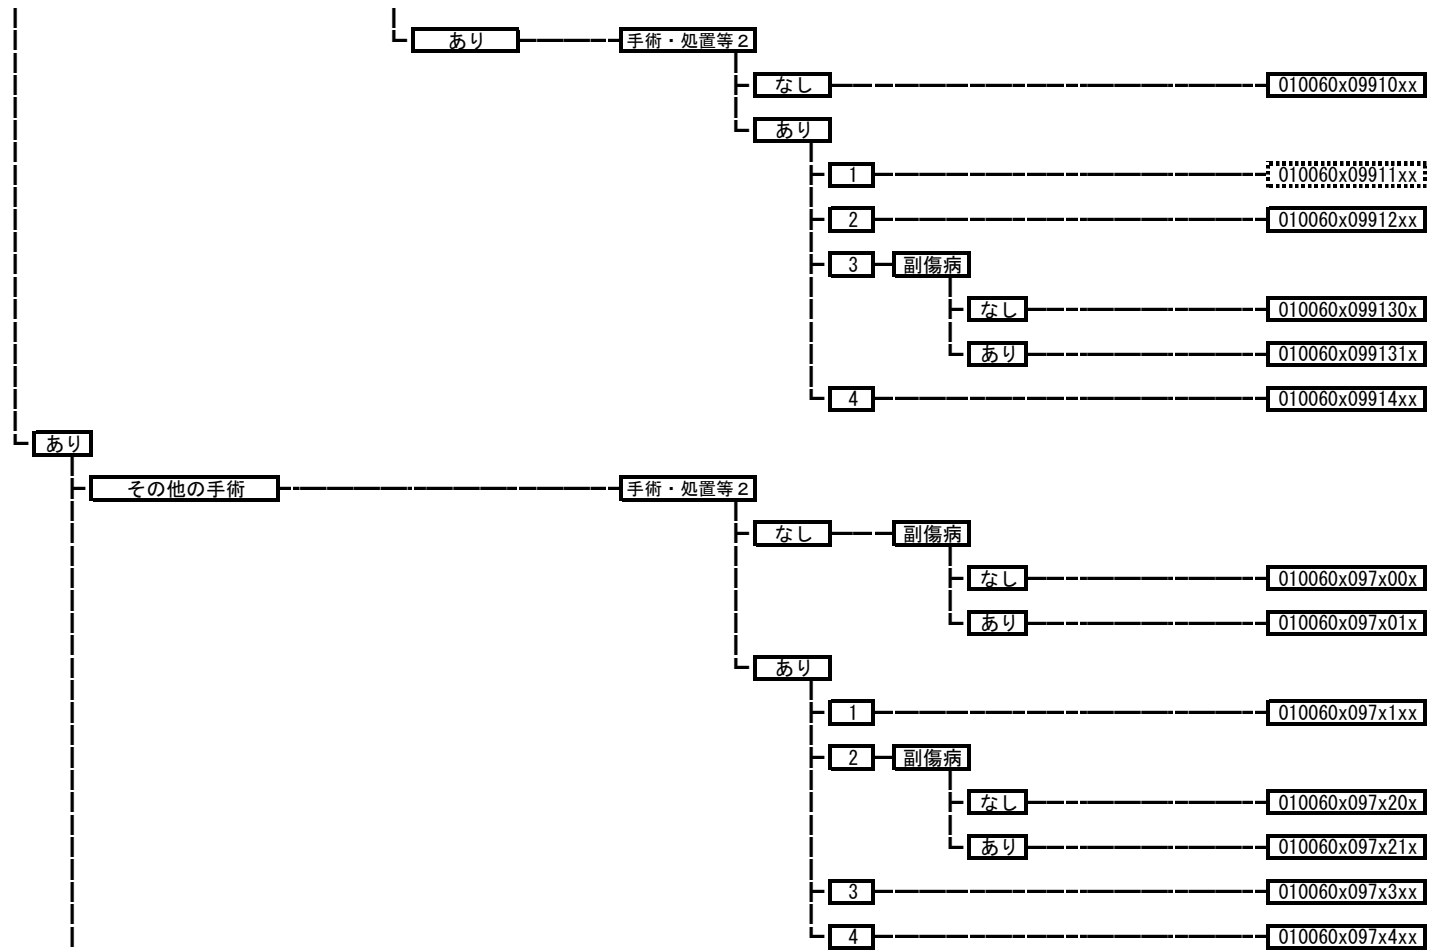 あり 手術・処置等２
なし 010060x09910xx
あり
1 010060x09911xx
2 010060x09912xx
3 副傷病
なし 010060x099130x
あり 010060x099131x
4 010060x09914xx
あり
その他の手術 手術・処置等２
なし 副傷病
なし 010060x097x00x
あり 010060x097x01x
あり
1 010060x097x1xx
2 副傷病
なし 010060x097x20x
あり 010060x097x21x
3 010060x097x3xx
4 010060x097x4xx